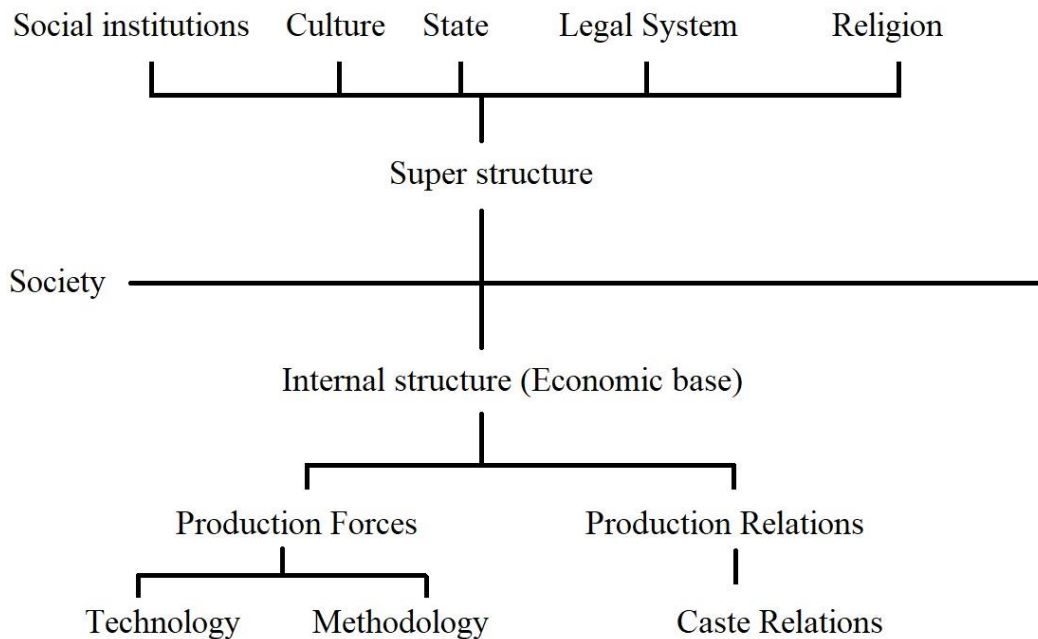 Social institutions Culture State Legal System Religion
Super structure
Society
Internal structure (Economic base)
Production Forces Production Relations
Technology Methodology Caste Relations